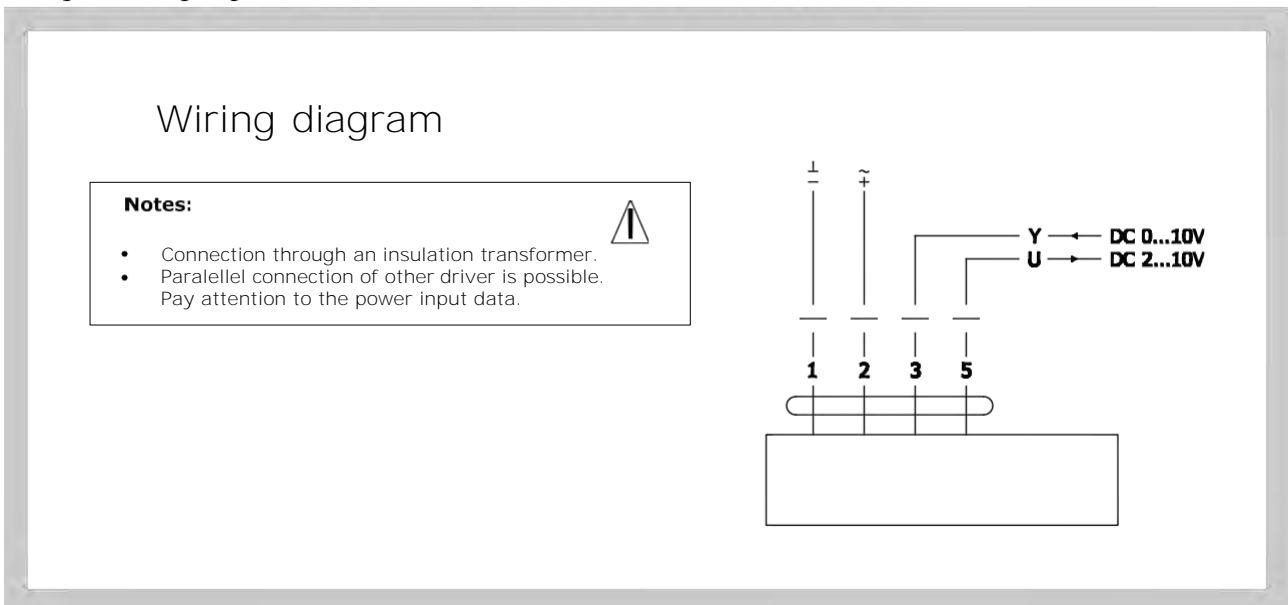 Wiring diagram
Notes:
• Connection through an insulation transformer.
• Paralellel connection of other driver is possible.
Pay attention to the power input data.
⊥ ~
− +
Y DC 0...10V
U DC 2...10V
1 2 3 5